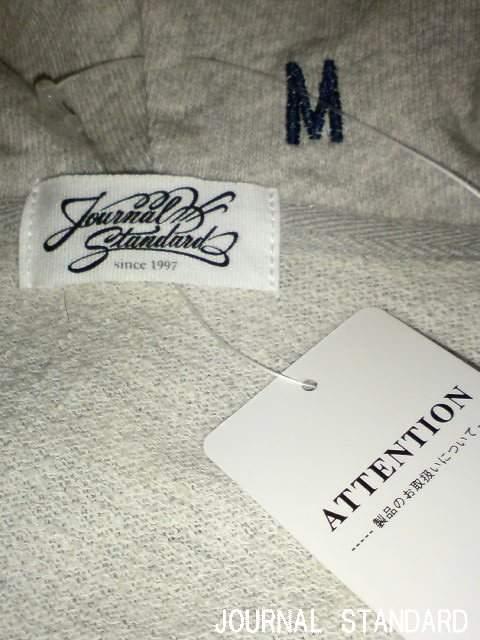 M
Journal
Standard
since 1997
ATTENTION
----- 製品のお取扱いについて、
JOURNAL STANDARD